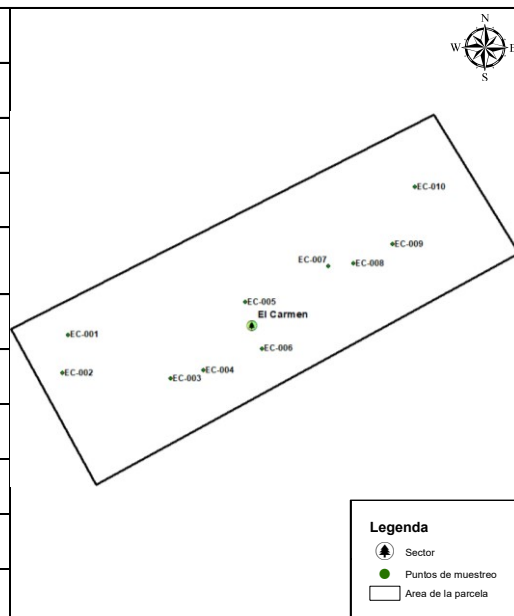 N
W E
S
EC-010
EC-009
EC-007
EC-008
EC-005
El Carmen
EC-001
EC-006
EC-002
EC-004
EC-003
Legenda
Sector
Puntos de muestreo
Area de la parcela